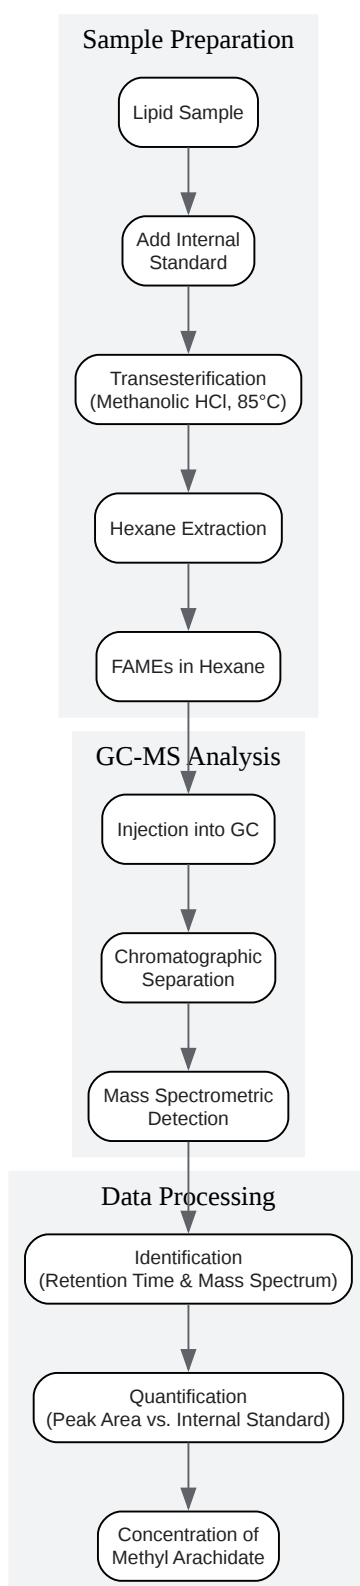 Sample Preparation
Lipid Sample
Add Internal
Standard
Transesterification
(Methanolic HCl, 85°C)
Hexane Extraction
FAMEs in Hexane
GC-MS Analysis
Injection into GC
Chromatographic
Separation
Mass Spectrometric
Detection
Data Processing
Identification
(Retention Time & Mass Spectrum)
Quantification
(Peak Area vs. Internal Standard)
Concentration of
Methyl Arachidate